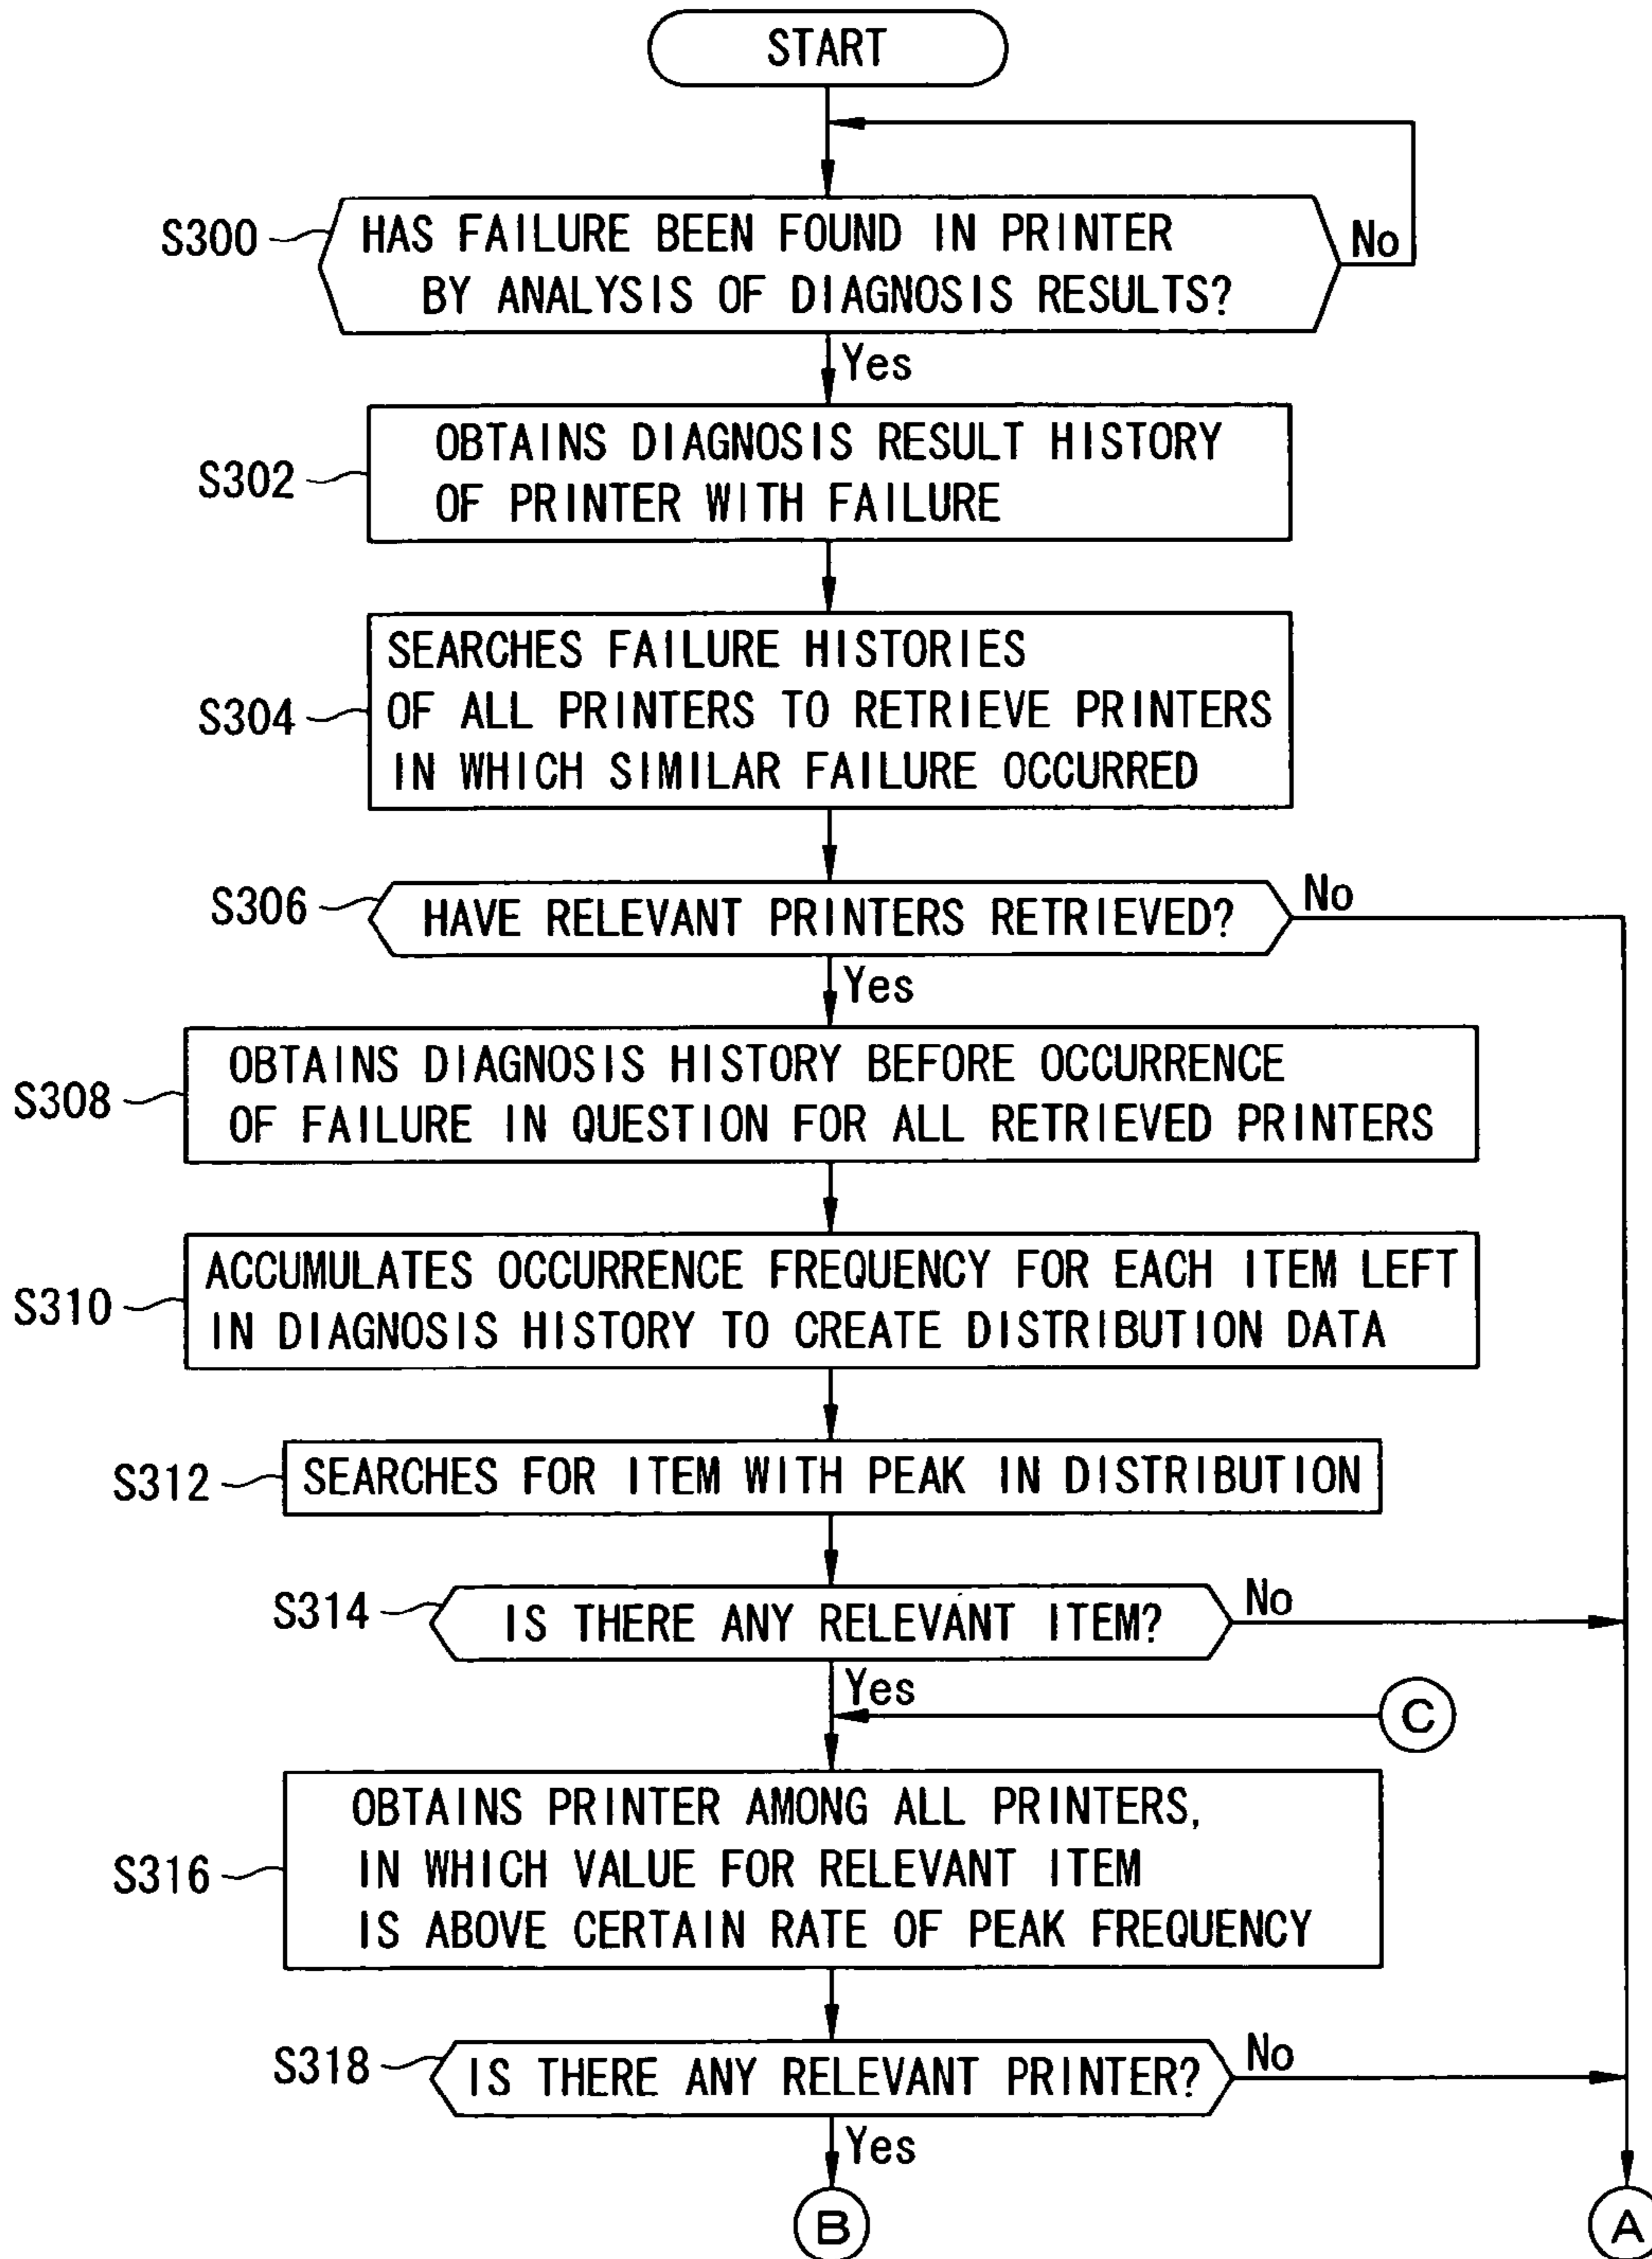 START
S300
HAS FAILURE BEEN FOUND IN PRINTER
BY ANALYSIS OF DIAGNOSIS RESULTS?
No
Yes
S302
OBTAINS DIAGNOSIS RESULT HISTORY
OF PRINTER WITH FAILURE
S304
SEARCHES FAILURE HISTORIES
OF ALL PRINTERS TO RETRIEVE PRINTERS
IN WHICH SIMILAR FAILURE OCCURRED
S306
HAVE RELEVANT PRINTERS RETRIEVED?
No
Yes
S308
OBTAINS DIAGNOSIS HISTORY BEFORE OCCURRENCE
OF FAILURE IN QUESTION FOR ALL RETRIEVED PRINTERS
S310
ACCUMULATES OCCURRENCE FREQUENCY FOR EACH ITEM LEFT
IN DIAGNOSIS HISTORY TO CREATE DISTRIBUTION DATA
S312
SEARCHES FOR ITEM WITH PEAK IN DISTRIBUTION
S314
IS THERE ANY RELEVANT ITEM?
No
Yes
C
S316
OBTAINS PRINTER AMONG ALL PRINTERS,
IN WHICH VALUE FOR RELEVANT ITEM
IS ABOVE CERTAIN RATE OF PEAK FREQUENCY
S318
IS THERE ANY RELEVANT PRINTER?
No
Yes
B
A